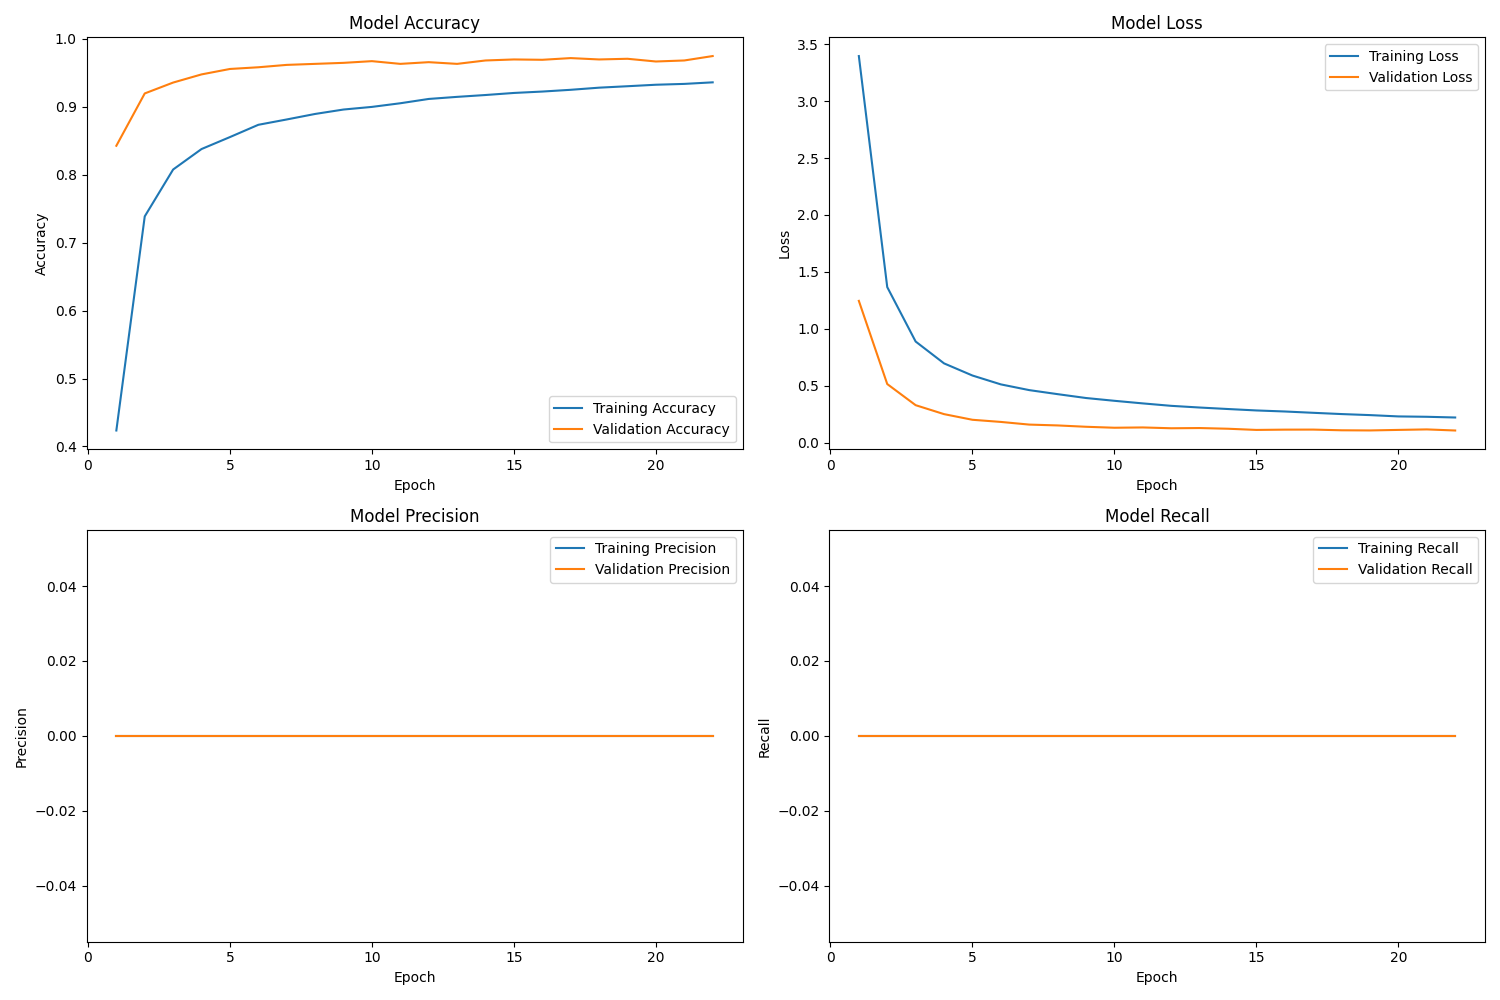 Model Accuracy
1.0
0.9
0.8
0.7
0.6
0.5
0.4
Accuracy
Training Accuracy
Validation Accuracy
0 5 10 15 20
Epoch
Model Loss
3.5
3.0
2.5
2.0
1.5
1.0
0.5
0.0
Loss
Training Loss
Validation Loss
0 5 10 15 20
Epoch
Model Precision
0.04
0.02
0.00
−0.02
−0.04
Precision
Training Precision
Validation Precision
0 5 10 15 20
Epoch
Model Recall
0.04
0.02
0.00
−0.02
−0.04
Recall
Training Recall
Validation Recall
0 5 10 15 20
Epoch